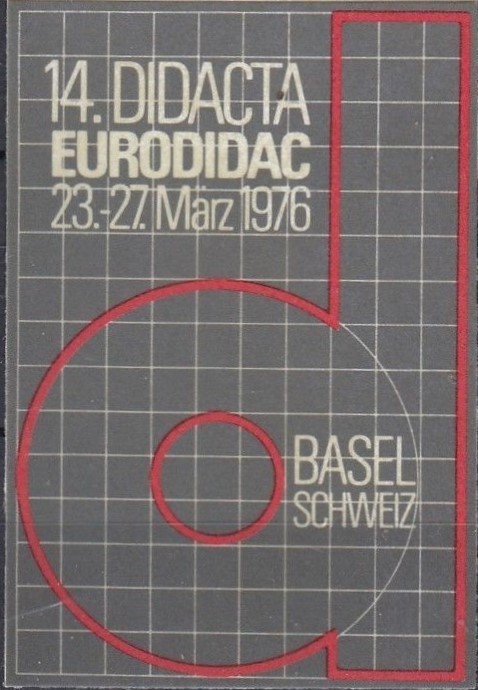 14. DIDACTA
EURODIDAC
23.-27. März 1976
BASEL
SCHWEIZ